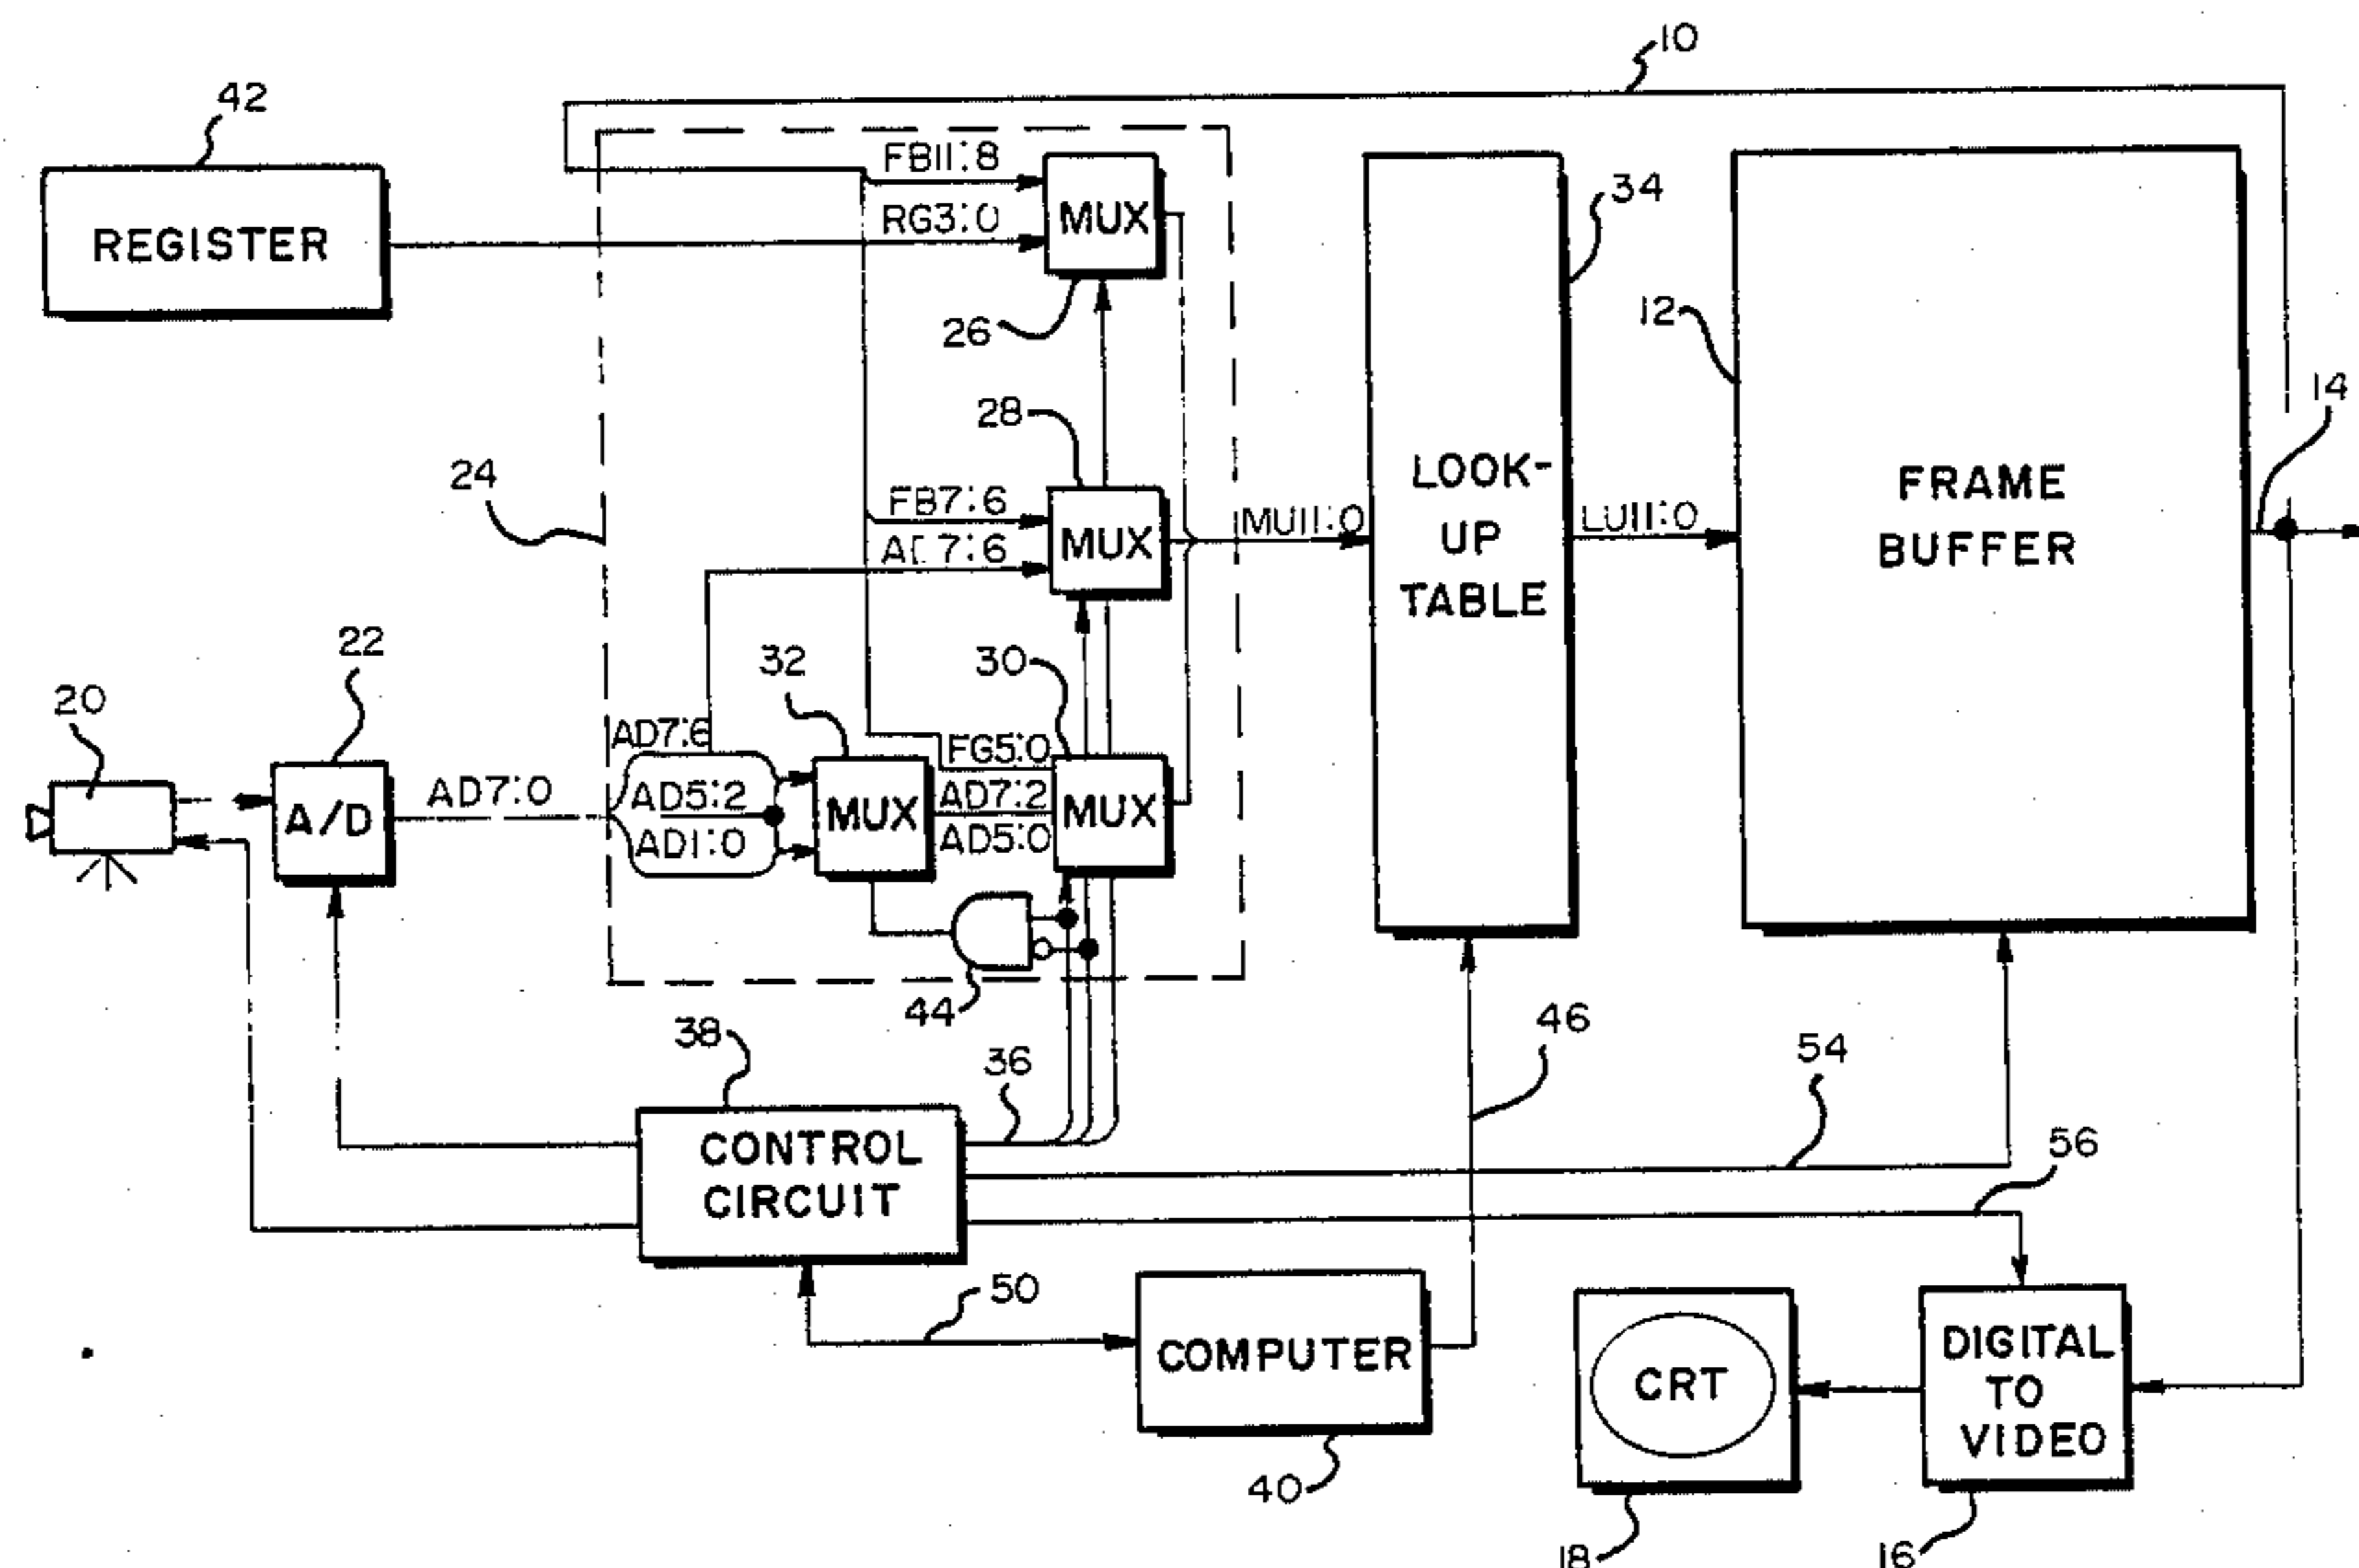 10
42
REGISTER
FB11:8
RG3:0
MUX
26
34
12
LOOK-
UP
TABLE
FRAME
BUFFER
14
28
24
FB7:6
7:6
MUX
MU11:0
LU11:0
20
22
A/D
AD7:0
32
30
AD7:6
AD5:2
AD1:0
MUX
FG5:0
AD7:2
AD5:0
MUX
44
38
36
46
54
56
CONTROL
CIRCUIT
50
COMPUTER
40
CRT
18
DIGITAL
TO
VIDEO
16